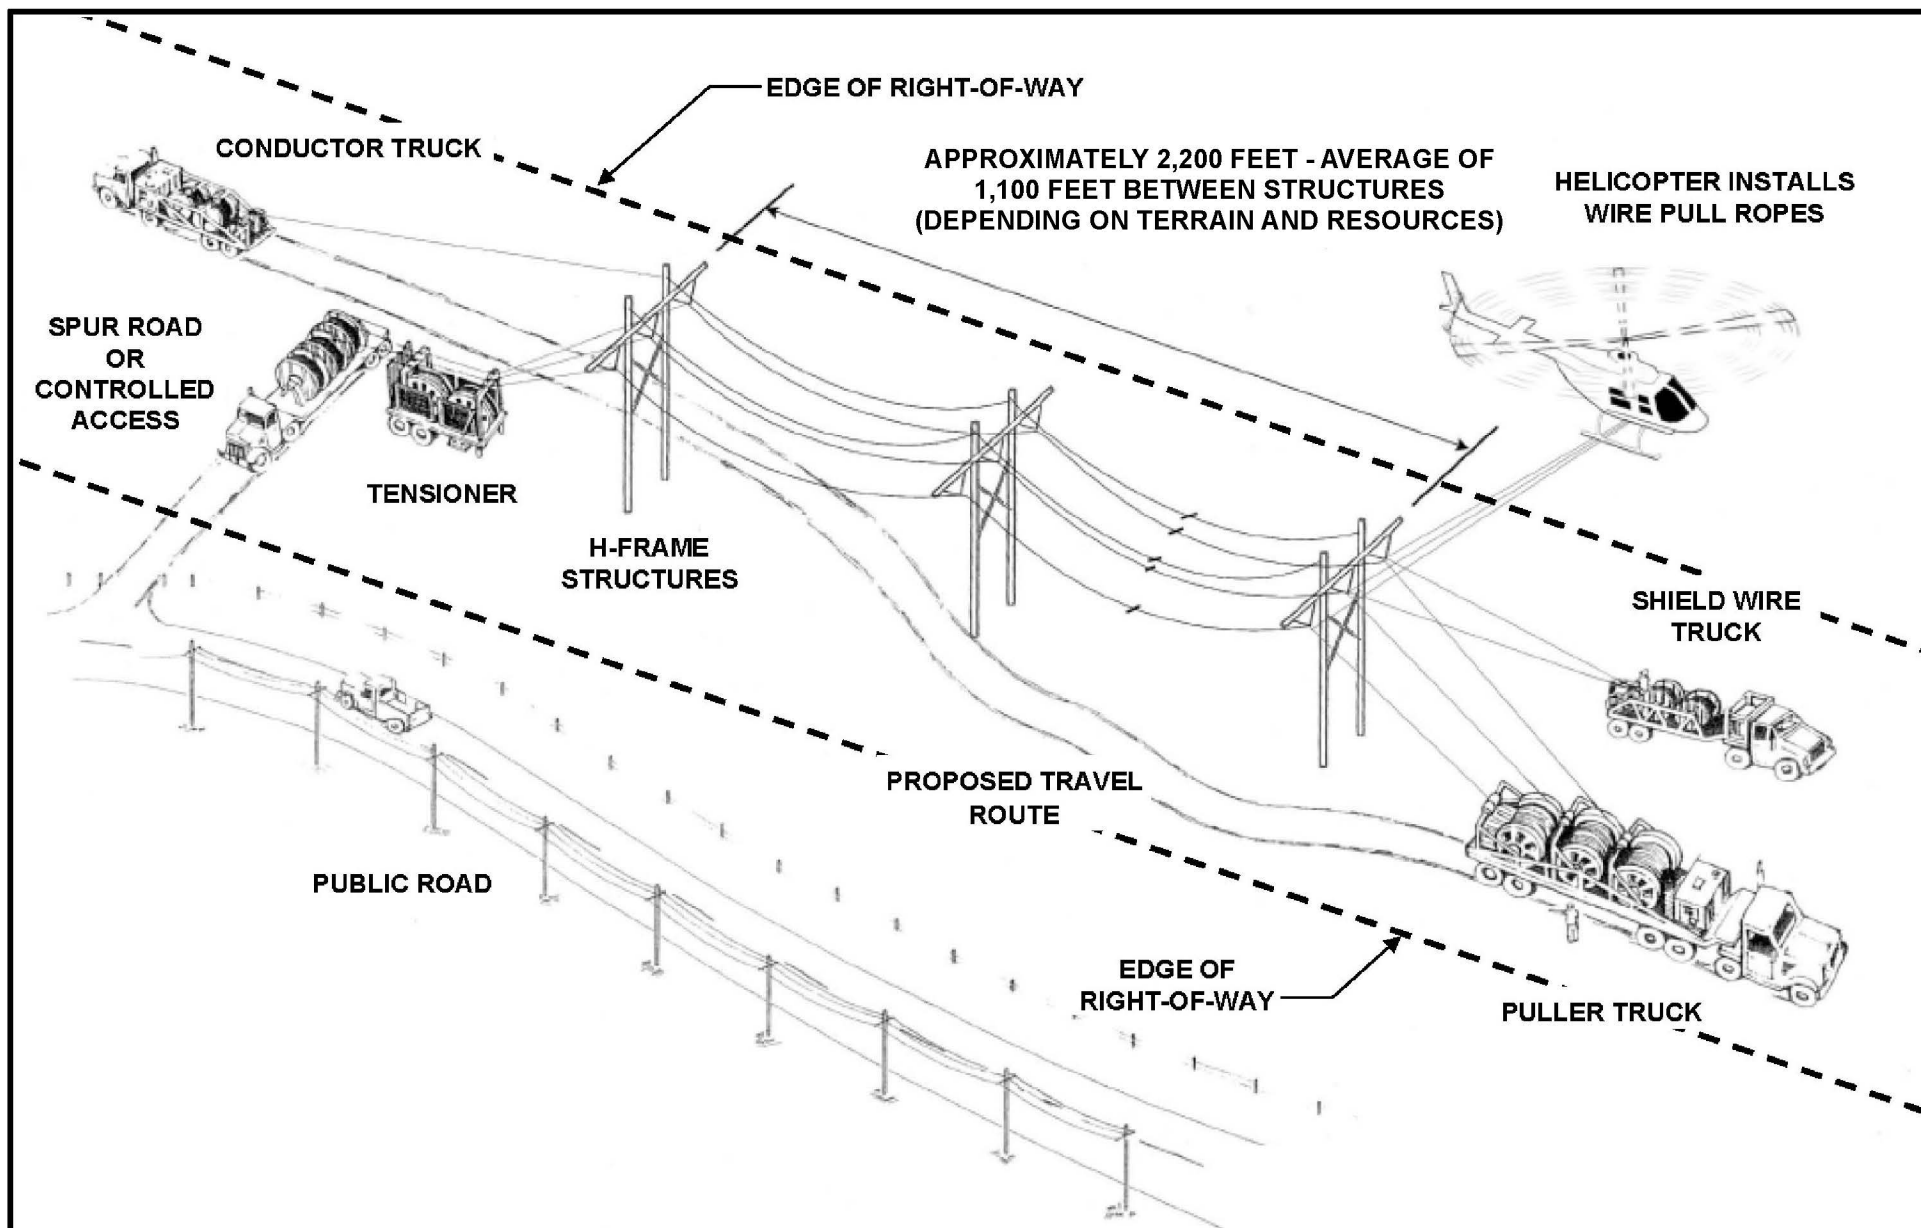 EDGE OF RIGHT-OF-WAY
CONDUCTOR TRUCK
APPROXIMATELY 2,200 FEET - AVERAGE OF
1,100 FEET BETWEEN STRUCTURES
(DEPENDING ON TERRAIN AND RESOURCES)
HELICOPTER INSTALLS
WIRE PULL ROPES
SPUR ROAD
OR
CONTROLLED
ACCESS
TENSIONER
H-FRAME
STRUCTURES
SHIELD WIRE
TRUCK
PROPOSED TRAVEL
ROUTE
PUBLIC ROAD
EDGE OF
RIGHT-OF-WAY
PULLER TRUCK